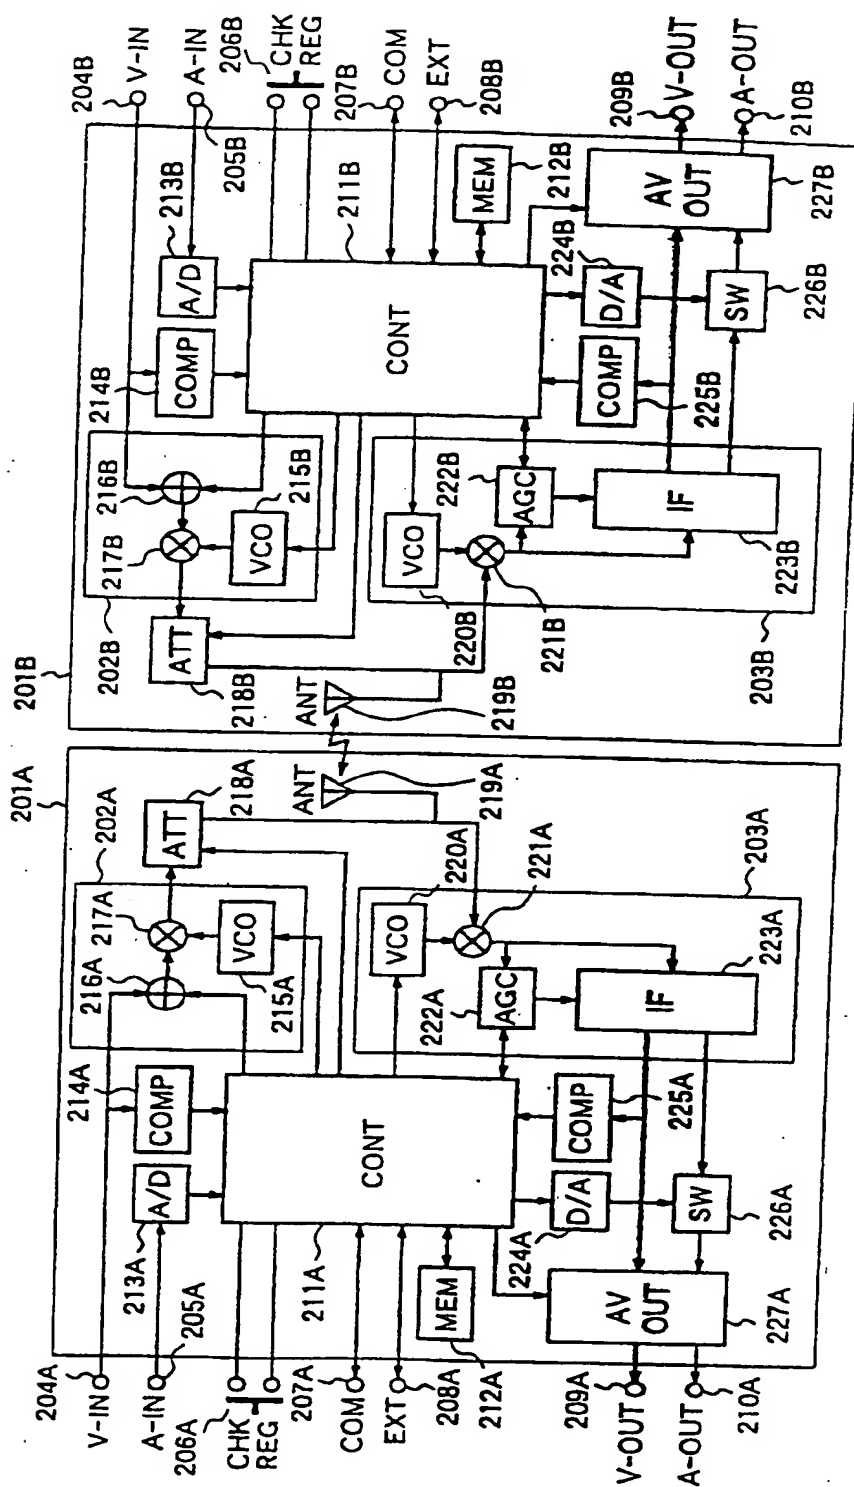 201A
204A
V-IN
A-IN
205A
206A
CHK
REG
COM
207A
EXT
208A
V-OUT
209A
A-OUT
210A
213A
A/D
214A
COMP
211A
CONT
MEM
212A
216A
217A
202A
VCO
215A
ATT
218A
ANT
219A
VCO
220A
221A
222A
AGC
IF
223A
203A
224A
D/A
COMP
225A
SW
226A
AV
OUT
227A
201B
202B
ATT
218B
217B
216B
VCO
215B
214B
COMP
A/D
213B
204B
V-IN
A-IN
205B
206B
CHK
REG
211B
CONT
207B
COM
EXT
208B
MEM
212B
ANT
219B
VCO
220B
221B
222B
AGC
IF
223B
203B
COMP
225B
224B
D/A
SW
226B
AV
OUT
227B
209B
V-OUT
A-OUT
210B